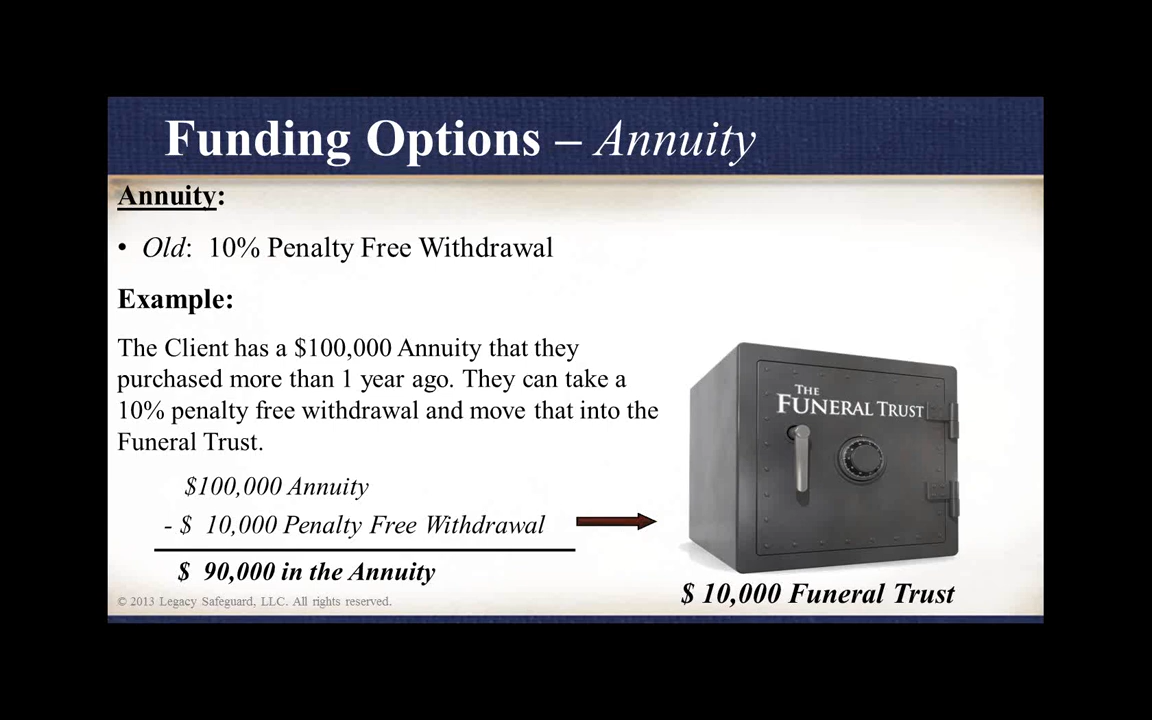 Funding Options – Annuity
Annuity:
• Old: 10% Penalty Free Withdrawal
Example:
The Client has a $100,000 Annuity that they
purchased more than 1 year ago. They can take a
10% penalty free withdrawal and move that into the
Funeral Trust.
$100,000 Annuity
- $ 10,000 Penalty Free Withdrawal
$ 90,000 in the Annuity
© 2013 Legacy Safeguard, LLC. All rights reserved.
THE
FUNERAL TRUST
$ 10,000 Funeral Trust